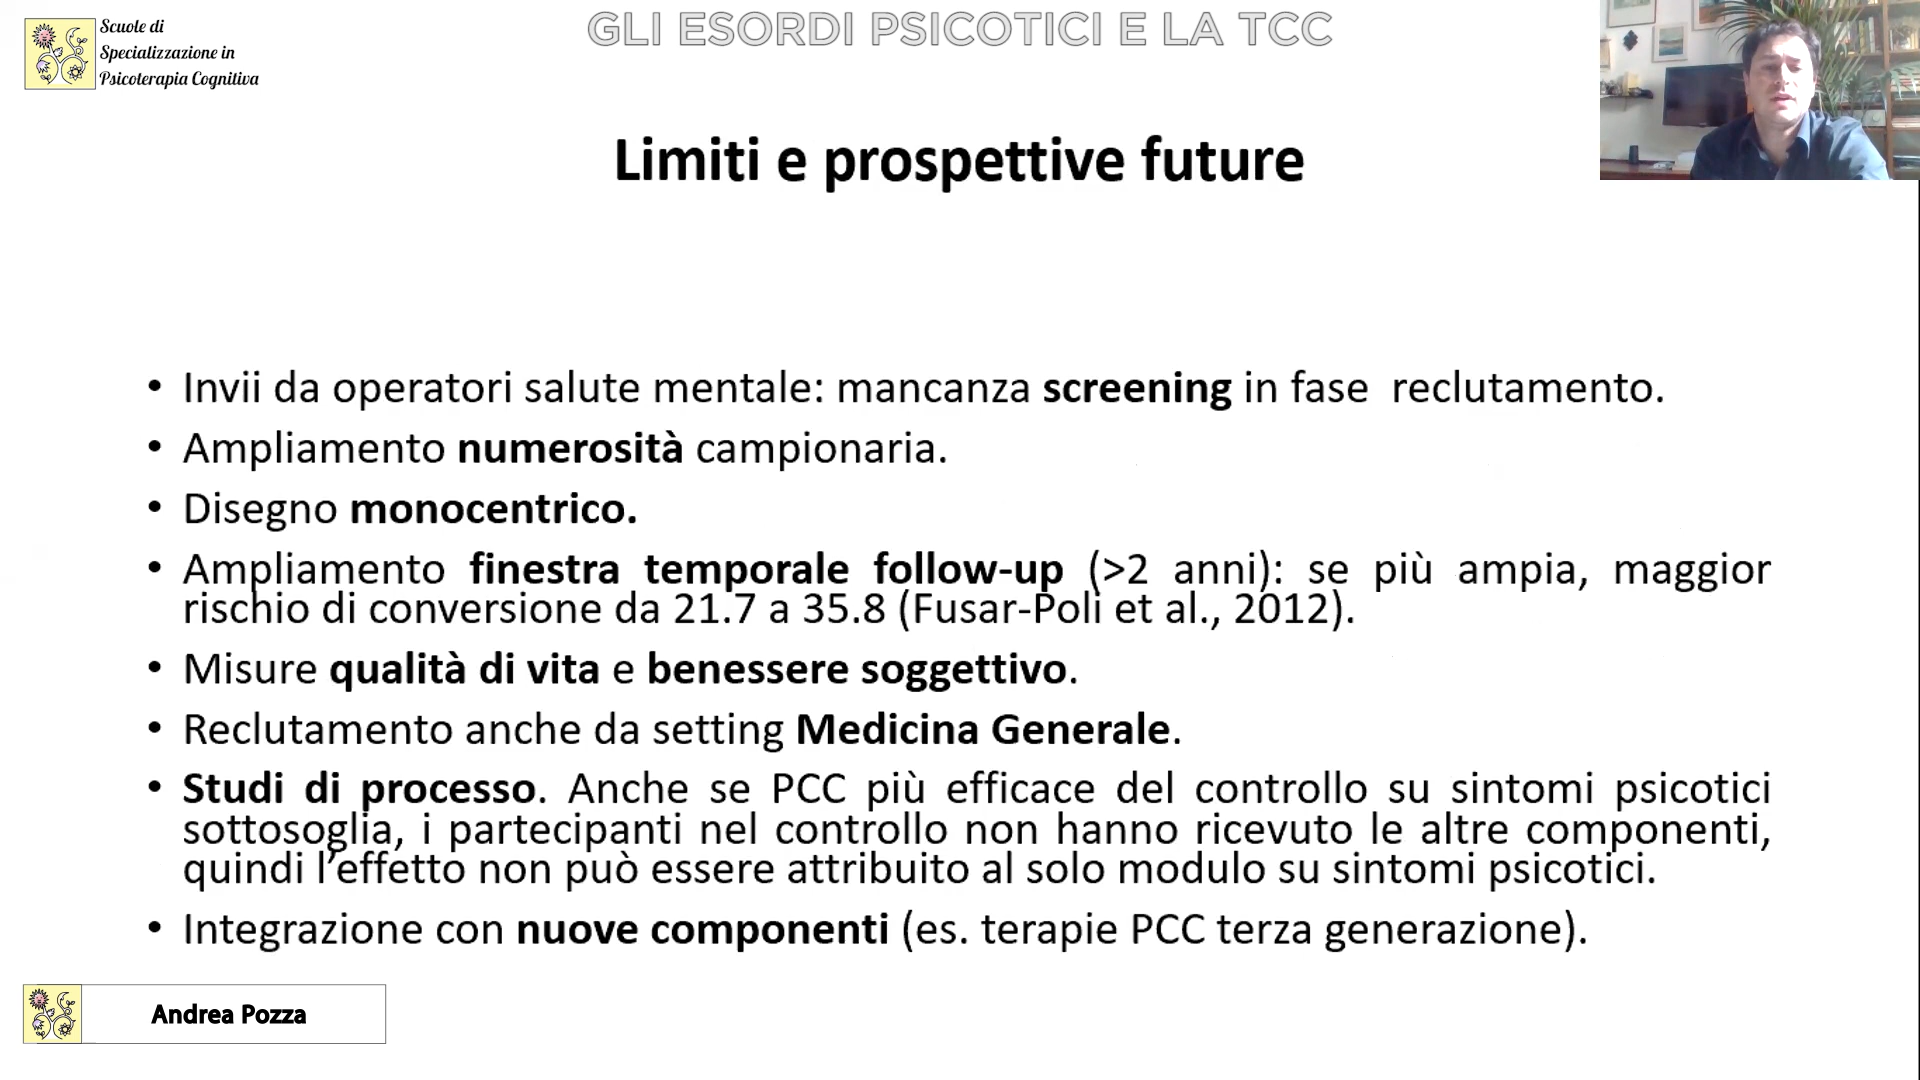 Scuole di
Specializzazione in
Psicoterapia Cognitiva
GLI ESORDI PSICOTICI E LA TCC
Limiti e prospettive future
• Invii da operatori salute mentale: mancanza screening in fase reclutamento.
• Ampliamento numerosità campionaria.
• Disegno monocentrico.
• Ampliamento finestra temporale follow-up (>2 anni): se più ampia, maggior
rischio di conversione da 21.7 a 35.8 (Fusar-Poli et al., 2012).
• Misure qualità di vita e benessere soggettivo.
• Reclutamento anche da setting Medicina Generale.
• Studi di processo. Anche se PCC più efficace del controllo su sintomi psicotici
sottosoglia, i partecipanti nel controllo non hanno ricevuto le altre componenti,
quindi l’effetto non può essere attribuito al solo modulo su sintomi psicotici.
• Integrazione con nuove componenti (es. terapie PCC terza generazione).
Andrea Pozza